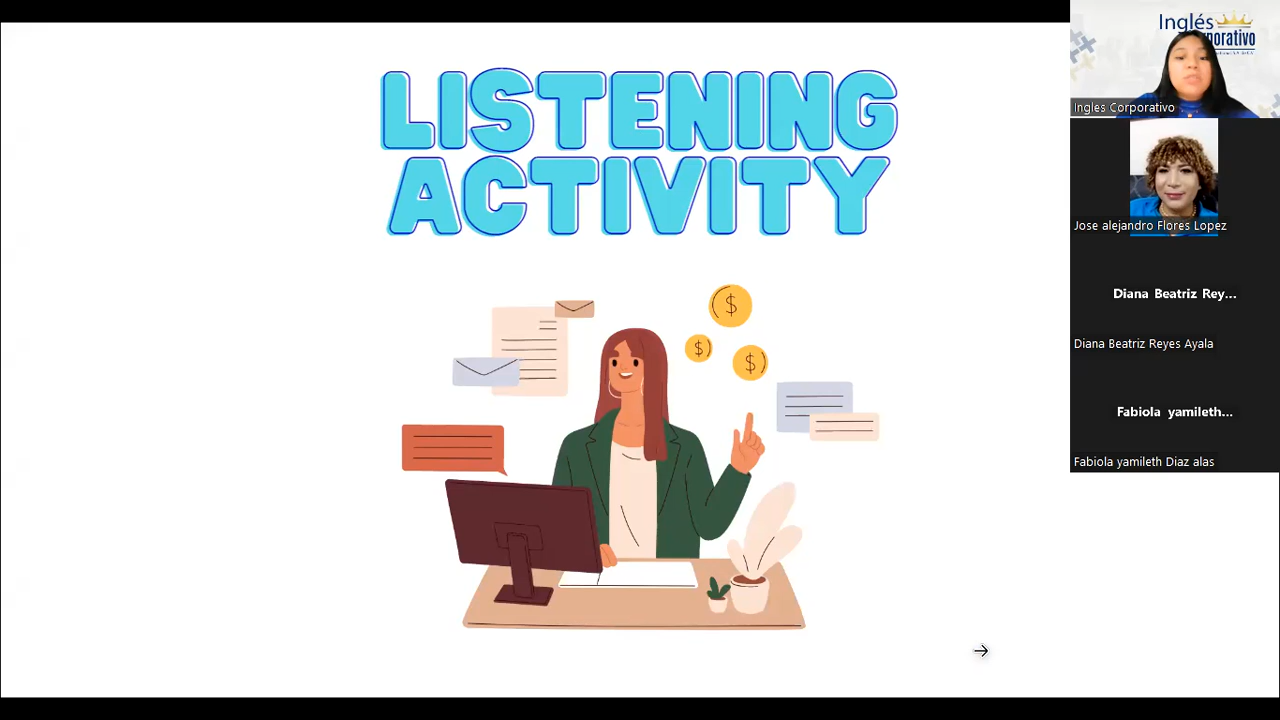 LISTENING
ACTIVITY
Inglés
Ingles Corporativo
Jose alejandro Flores Lopez
Diana Beatriz Rey...
Diana Beatriz Reyes Ayala
Fabiola yamileth...
Fabiola yamileth Diaz alas